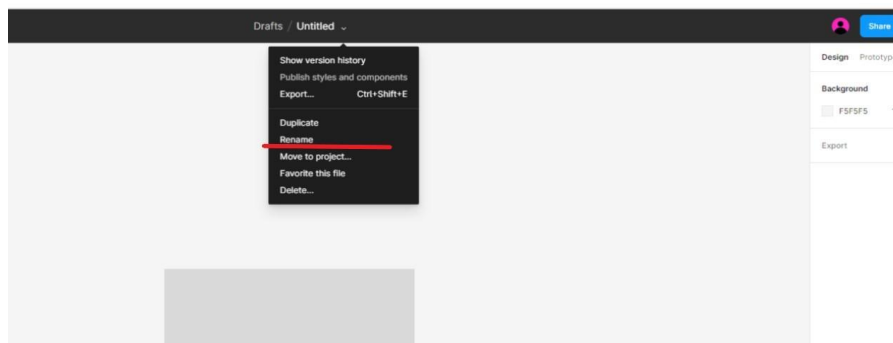 Drafts / Untitled
Share
Show version history
Publish styles and components
Export... Ctrl+Shift+E
Duplicate
Rename
Move to project...
Favorite this file
Delete...
Design Prototyp
Background
F5F5F5
Export